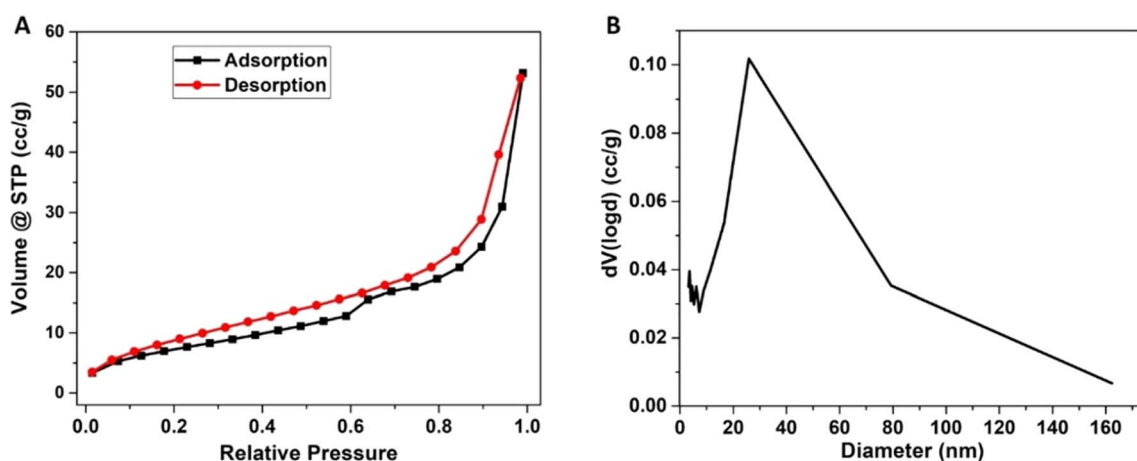 A
Volume @ STP (cc/g)
60
50
40
30
20
10
0
Adsorption
Desorption
0.0 0.2 0.4 0.6 0.8 1.0
Relative Pressure
B
dV(logd) (cc/g)
0.10
0.08
0.06
0.04
0.02
0.00
0 20 40 60 80 100 120 140 160
Diameter (nm)